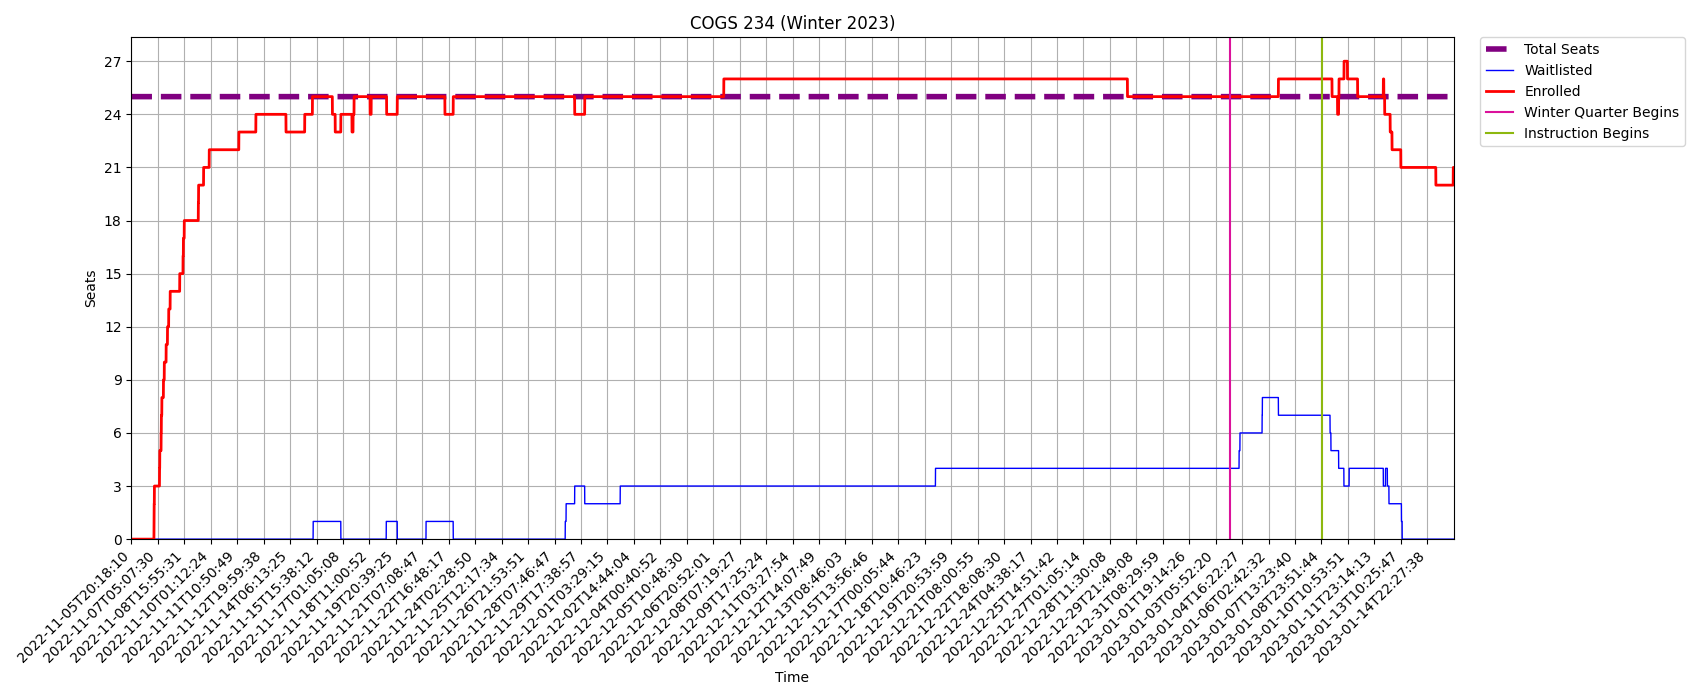 COGS 234 (Winter 2023)
Total Seats
Waitlisted
Enrolled
Winter Quarter Begins
Instruction Begins
Seats
27
24
21
18
15
12
9
6
3
0
2022-11-05T20:18:10
2022-11-07T05:07:30
2022-11-08T15:55:31
2022-11-10T01:12:24
2022-11-11T10:50:49
2022-11-12T19:59:38
2022-11-14T06:13:25
2022-11-15T15:38:12
2022-11-17T01:05:08
2022-11-18T11:00:52
2022-11-19T20:39:25
2022-11-21T07:08:47
2022-11-22T16:48:17
2022-11-24T02:28:50
2022-11-25T12:17:34
2022-11-26T21:53:51
2022-11-28T07:46:47
2022-11-29T17:38:57
2022-12-01T03:29:15
2022-12-02T14:44:04
2022-12-04T00:40:52
2022-12-05T10:48:30
2022-12-06T20:52:01
2022-12-08T07:19:27
2022-12-09T17:25:24
2022-12-11T03:27:54
2022-12-12T14:07:49
2022-12-13T08:46:03
2022-12-15T13:56:46
2022-12-17T00:05:44
2022-12-18T10:46:23
2022-12-19T20:53:59
2022-12-21T08:00:55
2022-12-22T18:08:30
2022-12-24T04:38:17
2022-12-25T14:51:42
2022-12-27T01:05:14
2022-12-28T11:30:08
2022-12-29T21:49:08
2022-12-31T08:29:59
2023-01-01T19:14:26
2023-01-03T05:52:20
2023-01-04T16:22:27
2023-01-06T02:42:32
2023-01-07T13:23:40
2023-01-08T23:51:44
2023-01-10T10:53:51
2023-01-11T23:14:13
2023-01-13T10:25:47
2023-01-14T22:27:38
Time